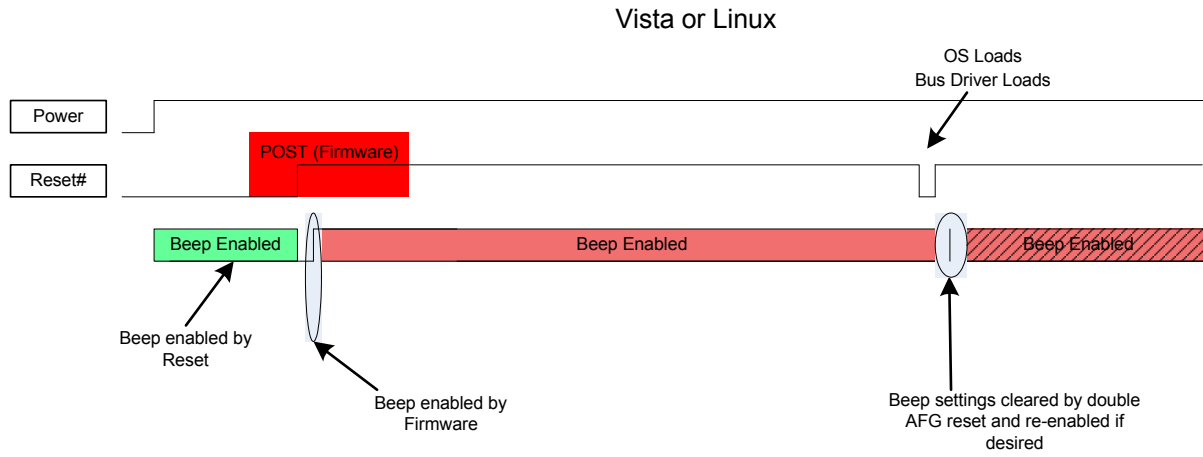 Vista or Linux
OS Loads
Bus Driver Loads
Power
POST (Firmware)
Reset#
Beep Enabled
Beep Enabled
Beep Enabled
Beep enabled by
Reset
Beep enabled by
Firmware
Beep settings cleared by double
AFG reset and re-enabled if
desired